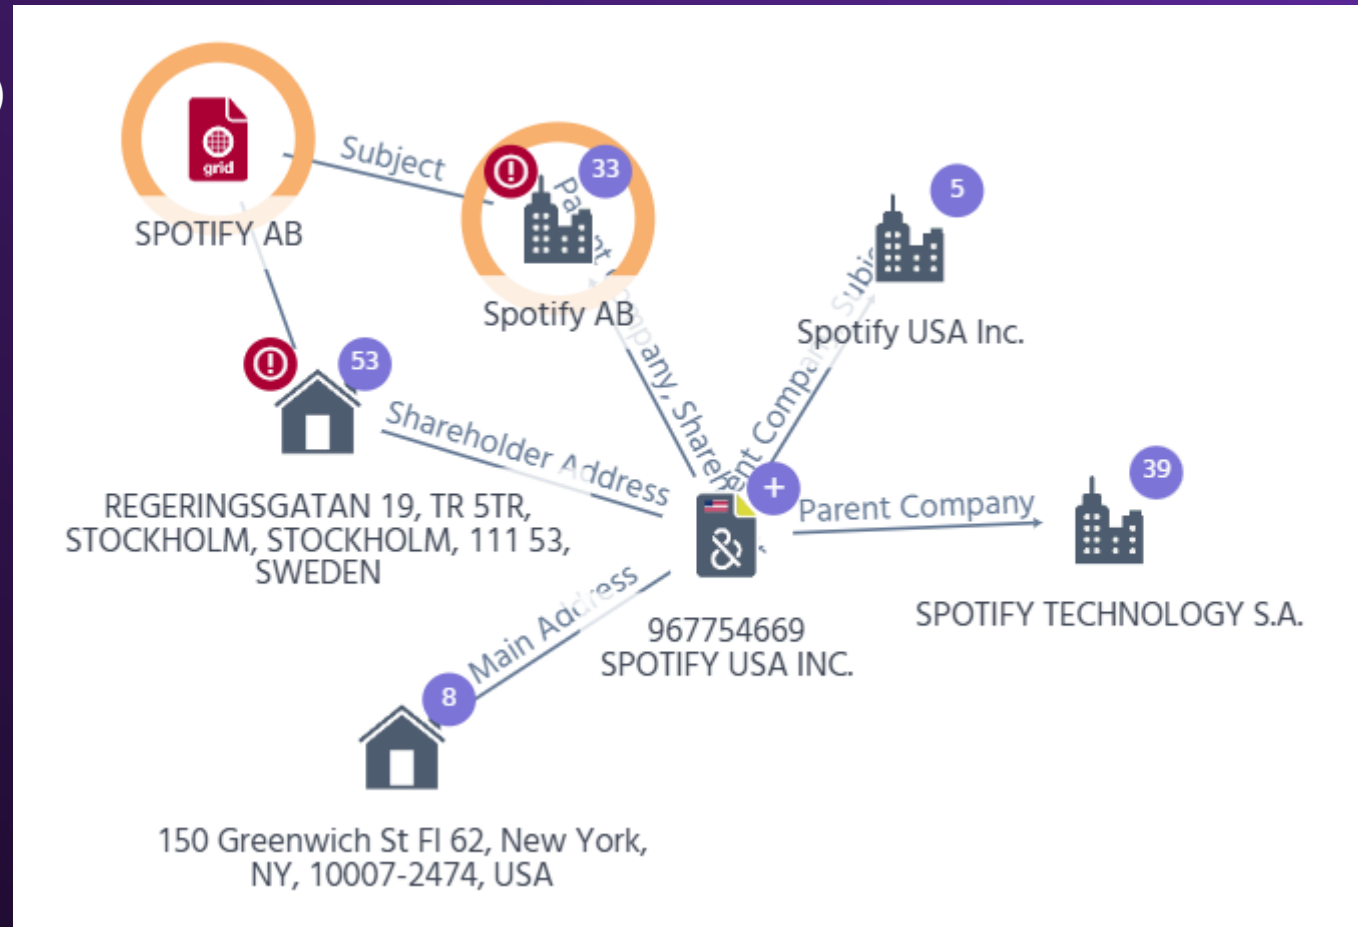 grid
SPOTIFY AB
Subject
33
Spotify AB
5
Spotify USA Inc.
53
REGERINGSGATAN 19, TR 5TR,
STOCKHOLM, STOCKHOLM, 111 53,
SWEDEN
Shareholder Address
Company,
+
&
967754669
SPOTIFY USA INC.
Parent Company
39
SPOTIFY TECHNOLOGY S.A.
Main Address
8
150 Greenwich St Fl 62, New York,
NY, 10007-2474, USA